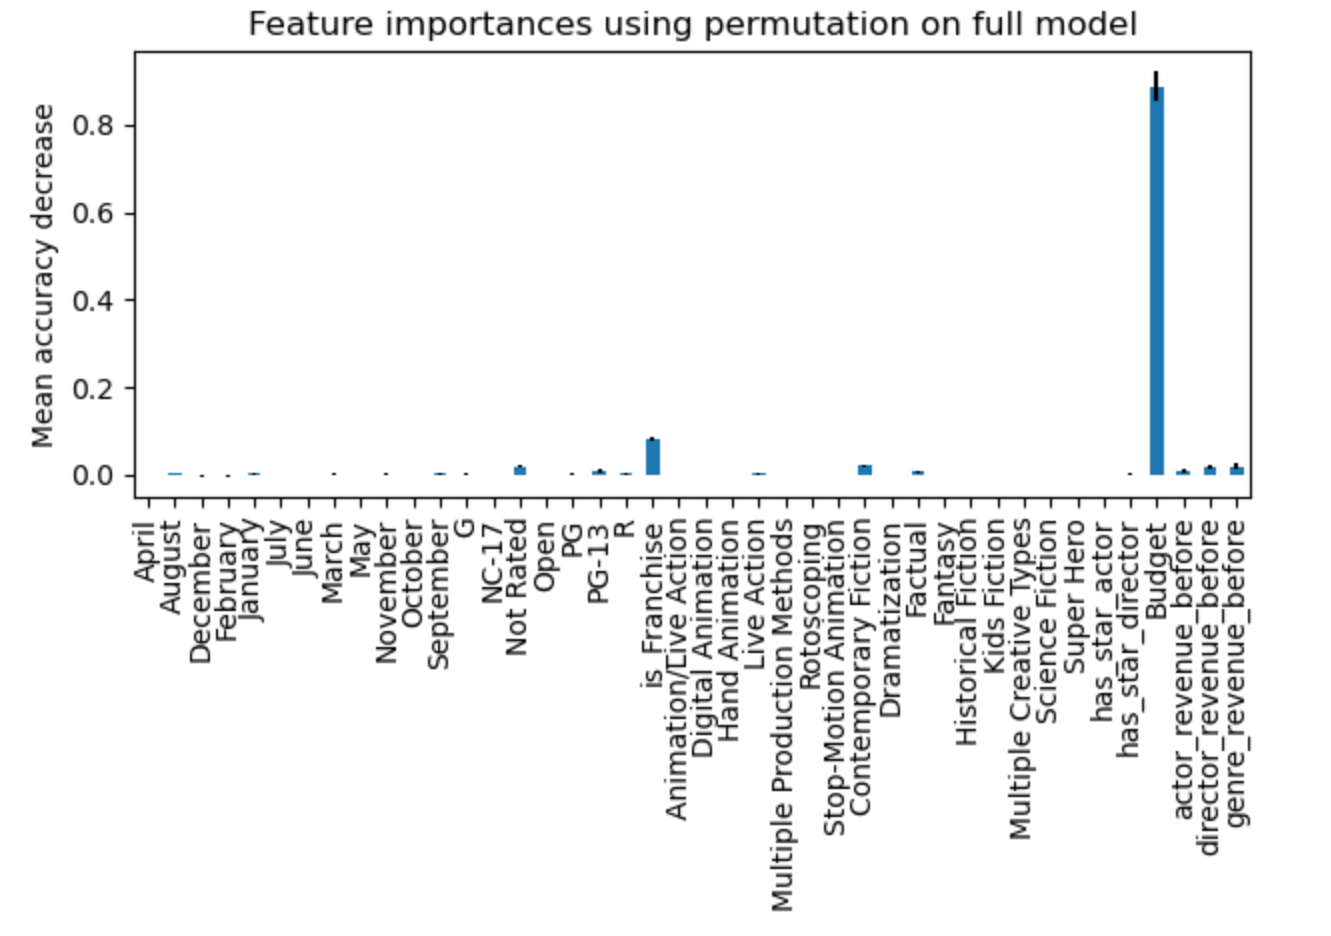 Feature importances using permutation on full model
Mean accuracy decrease
0.8
0.6
0.4
0.2
0.0
April
August
December
February
January
July
June
March
May
November
October
September
G
NC-17
Not Rated
Open
PG
PG-13
R
is_Franchise
Animation/Live Action
Digital Animation
Hand Animation
Live Action
Multiple Production Methods
Rotoscoping
Stop-Motion Animation
Contemporary Fiction
Dramatization
Factual
Fantasy
Historical Fiction
Kids Fiction
Multiple Creative Types
Science Fiction
Super Hero
has_star_actor
has_star_director
Budget
actor_revenue_before
director_revenue_before
genre_revenue_before